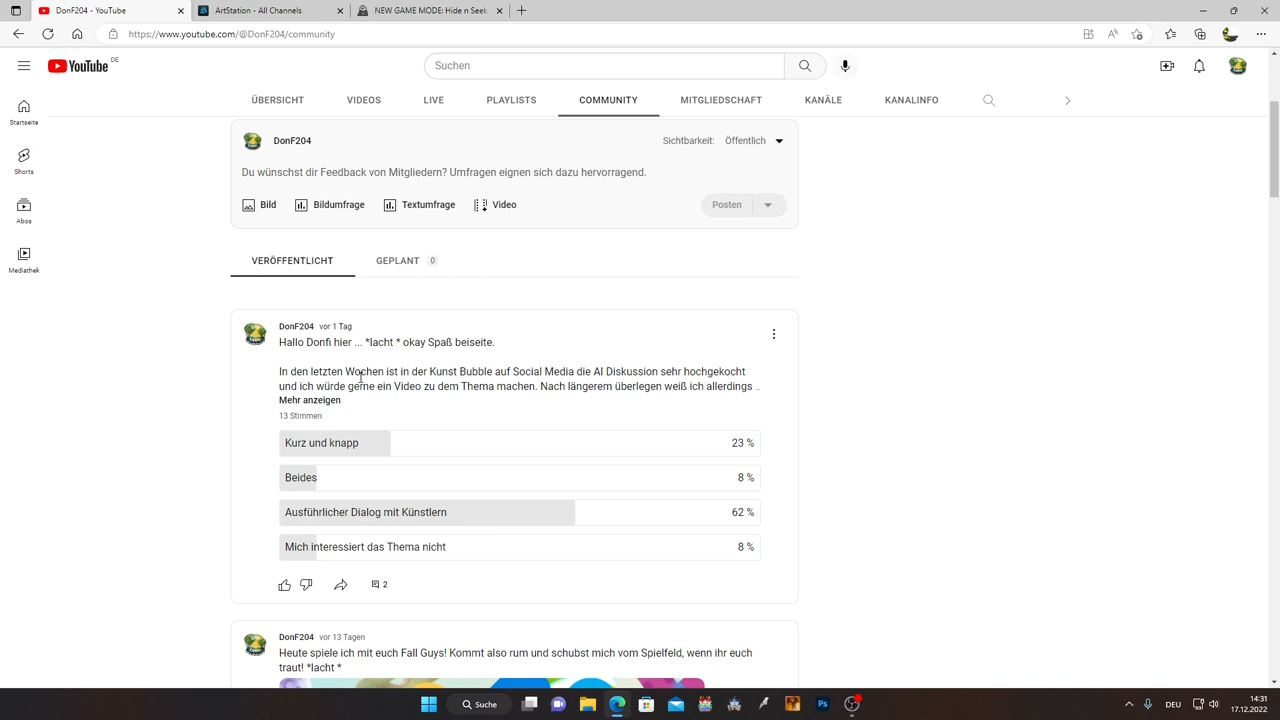 DonF204 - YouTube
ArtStation - All Channels
NEW GAME MODE: Hide n Seek
https://www.youtube.com/@DonF204/community
YouTube DE
Suchen
ÜBERSICHT VIDEOS LIVE PLAYLISTS COMMUNITY MITGLIEDSCHAFT KANÄLE KANALINFO
Startseite
Shorts
Abos
Mediathek
DonF204
Sichtbarkeit: Öffentlich
Du wünschst dir Feedback von Mitgliedern? Umfragen eignen sich dazu hervorragend.
Bild Bildumfrage Textumfrage Video Posten
VERÖFFENTLICHT GEPLANT 0
DonF204 vor 1 Tag
Hallo Donfi hier ... *lacht * okay Spaß beiseite.
In den letzten Wochen ist in der Kunst Bubble auf Social Media die AI Diskussion sehr hochgekocht
und ich würde gerne ein Video zu dem Thema machen. Nach längerem überlegen weiß ich allerdings ...
Mehr anzeigen
13 Stimmen
Kurz und knapp 23 %
Beides 8 %
Ausführlicher Dialog mit Künstlern 62 %
Mich interessiert das Thema nicht 8 %
2
DonF204 vor 13 Tagen
Heute spiele ich mit euch Fall Guys! Kommt also rum und schubst mich vom Spielfeld, wenn ihr euch
traut! *lacht *
Suche
DEU
14:31
17.12.2022